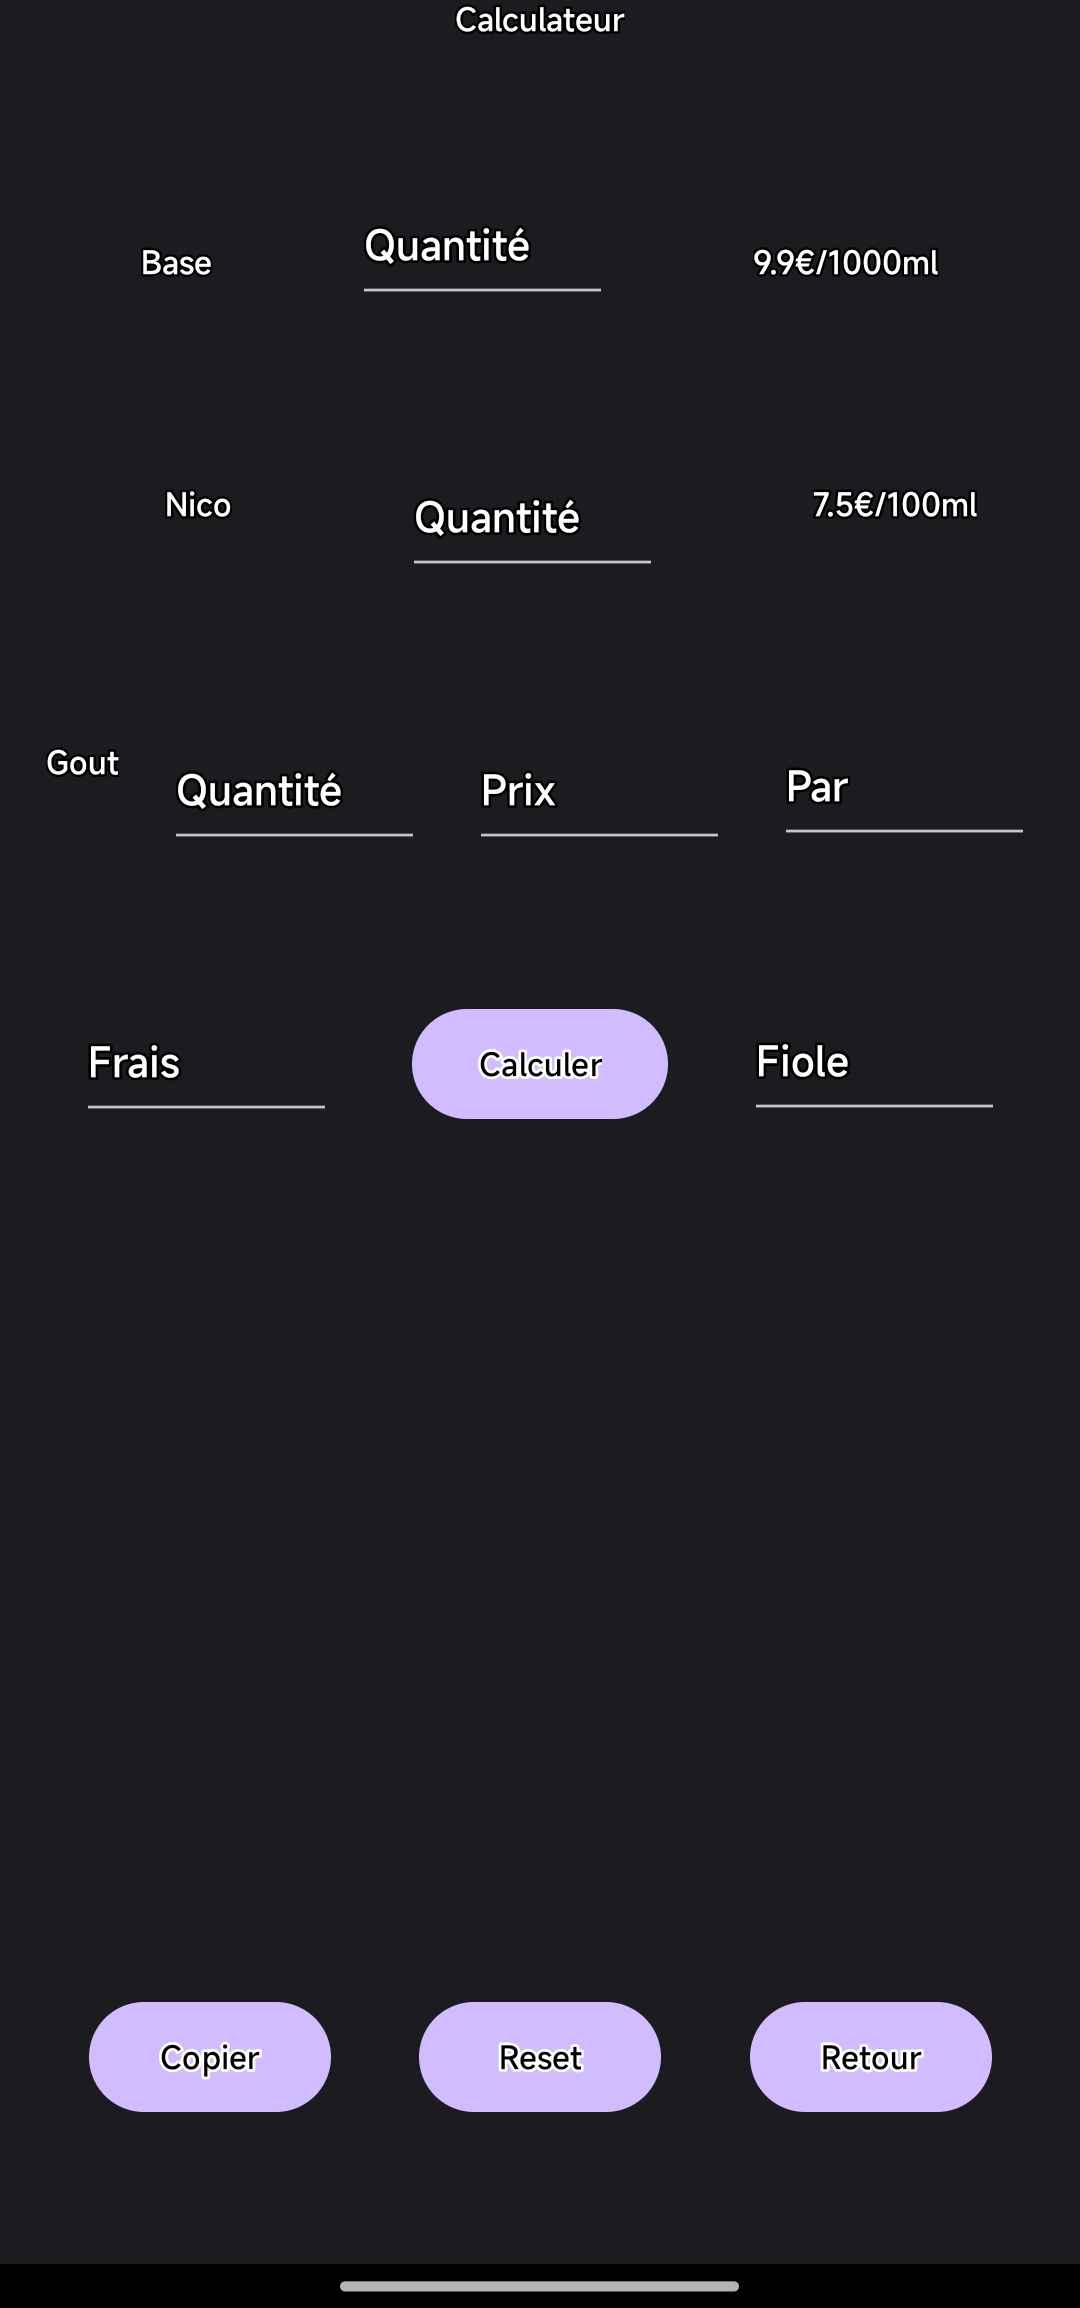 Calculateur
Base
Quantité
9.9€/1000ml
Nico
Quantité
7.5€/100ml
Gout
Quantité
Prix
Par
Frais
Calculer
Fiole
Copier
Reset
Retour